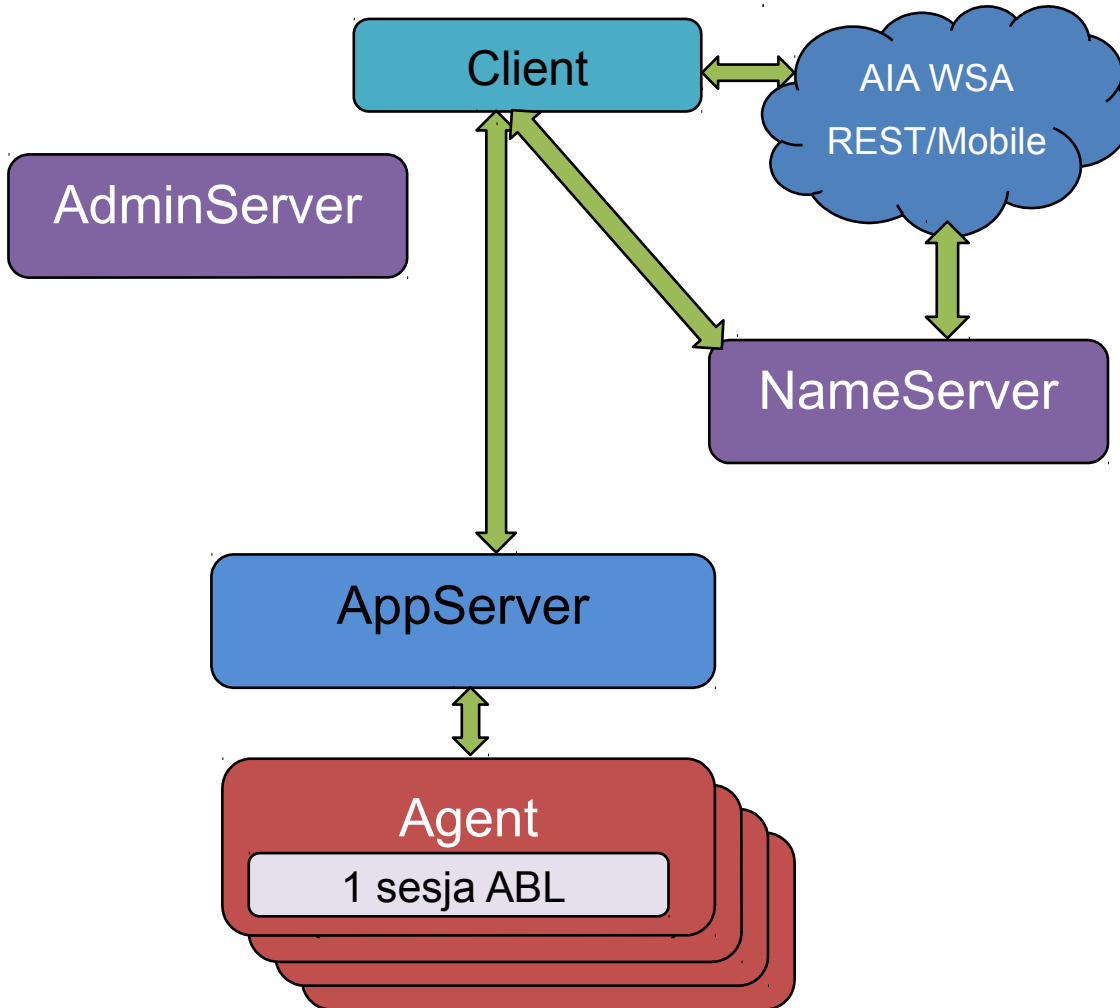 Client
AIA WSA
REST/Mobile
AdminServer
NameServer
AppServer
Agent
1 sesja ABL